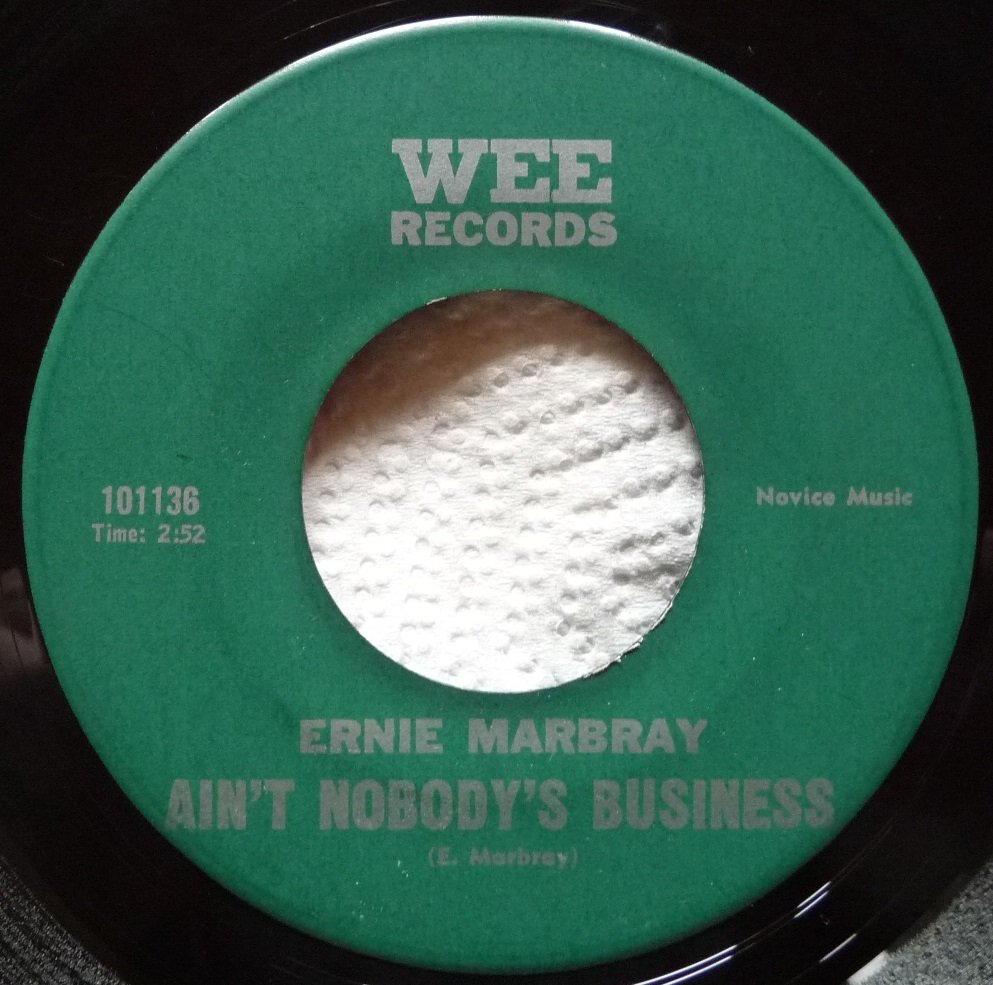 WEE
RECORDS
101136
Time: 2:52
Novice Music
ERNIE MARBRAY
AIN'T NOBODY'S BUSINESS
(E. Marbray)